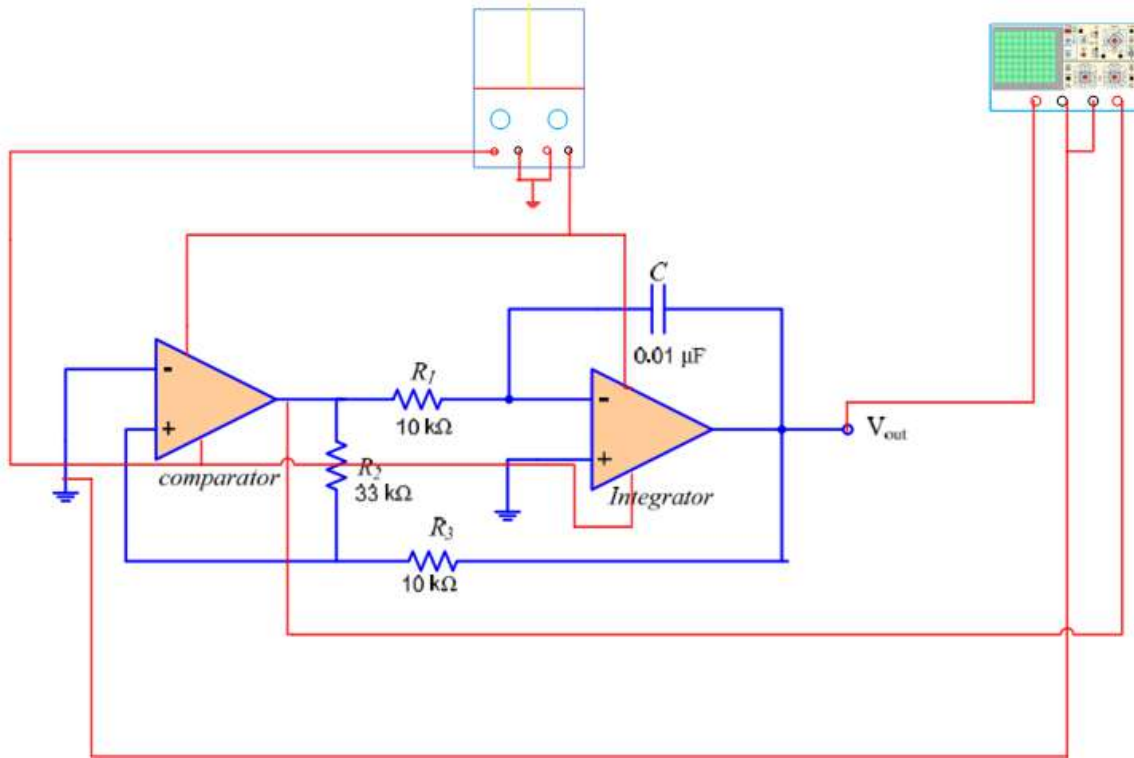 C
0.01 µF
R1
10 kΩ
-
+
comparator
R2
33 kΩ
-
+
Integrator
Vout
R3
10 kΩ